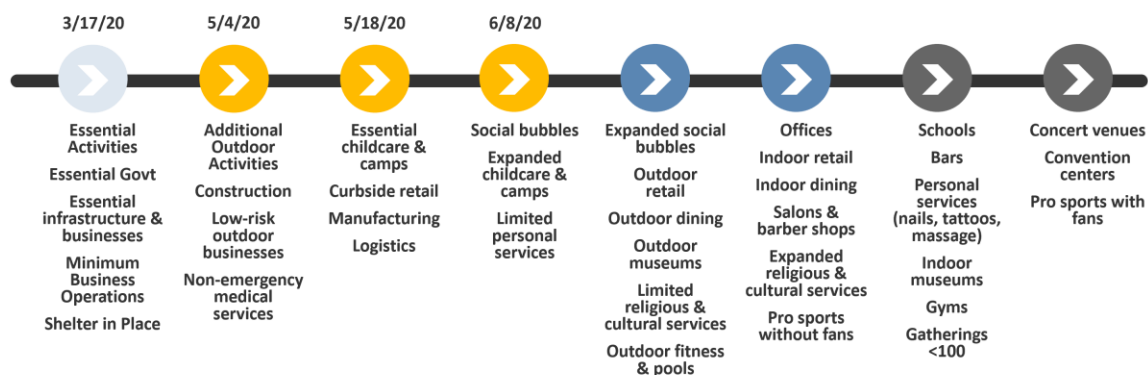 3/17/20
5/4/20
5/18/20
6/8/20
Essential
Activities
Essential Govt
Essential
infrastructure &
businesses
Minimum
Business
Operations
Shelter in Place
Additional
Outdoor
Activities
Construction
Low-risk
outdoor
businesses
Non-emergency
medical
services
Essential
childcare &
camps
Curbside retail
Manufacturing
Logistics
Social bubbles
Expanded
childcare &
camps
Limited
personal
services
Expanded social
bubbles
Outdoor
retail
Outdoor dining
Outdoor
museums
Limited
religious &
cultural services
Outdoor fitness
& pools
Offices
Indoor retail
Indoor dining
Salons &
barber shops
Expanded
religious &
cultural services
Pro sports
without fans
Schools
Bars
Personal
services
(nails, tattoos,
massage)
Indoor
museums
Gyms
Gatherings
<100
Concert venues
Convention
centers
Pro sports with
fans